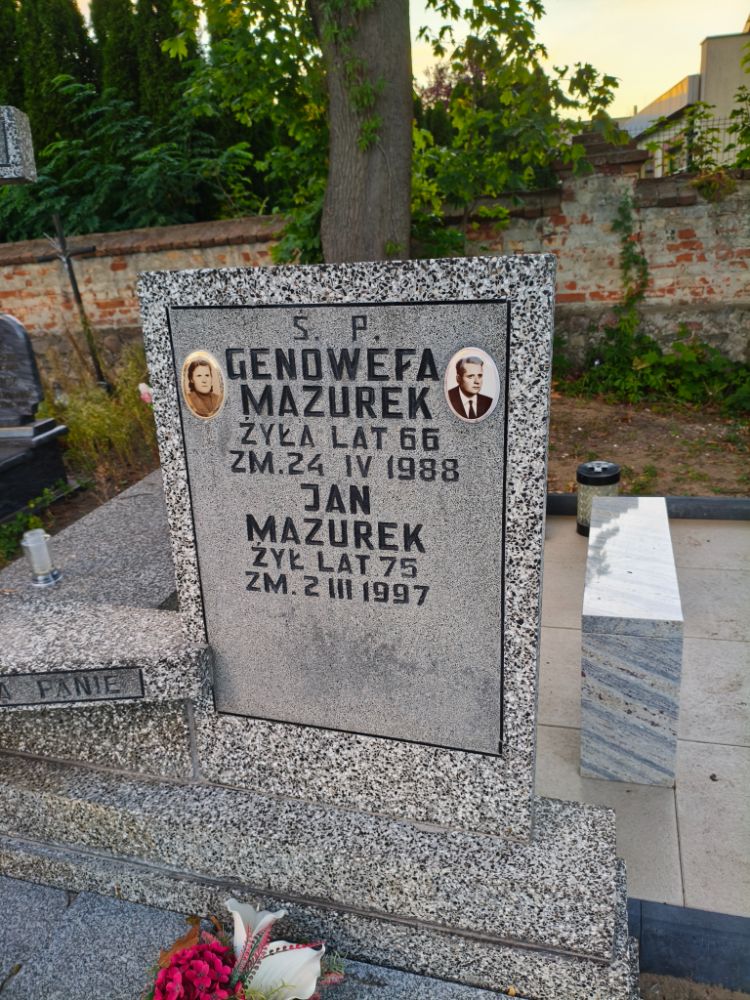 Ś. P.
GENOWEFA
MAZUREK
ŻYŁA LAT 66
ZM. 24 IV 1988
JAN
MAZUREK
ŻYŁ LAT 75
ZM. 2 III 1997
A PANIE